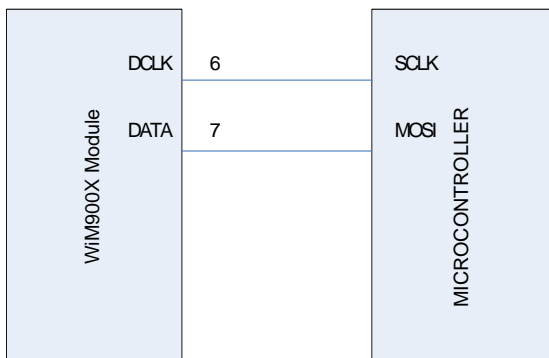 DCLK 6 SCLK
DATA 7 MOSI
WiM900X Module
MICROCONTROLLER